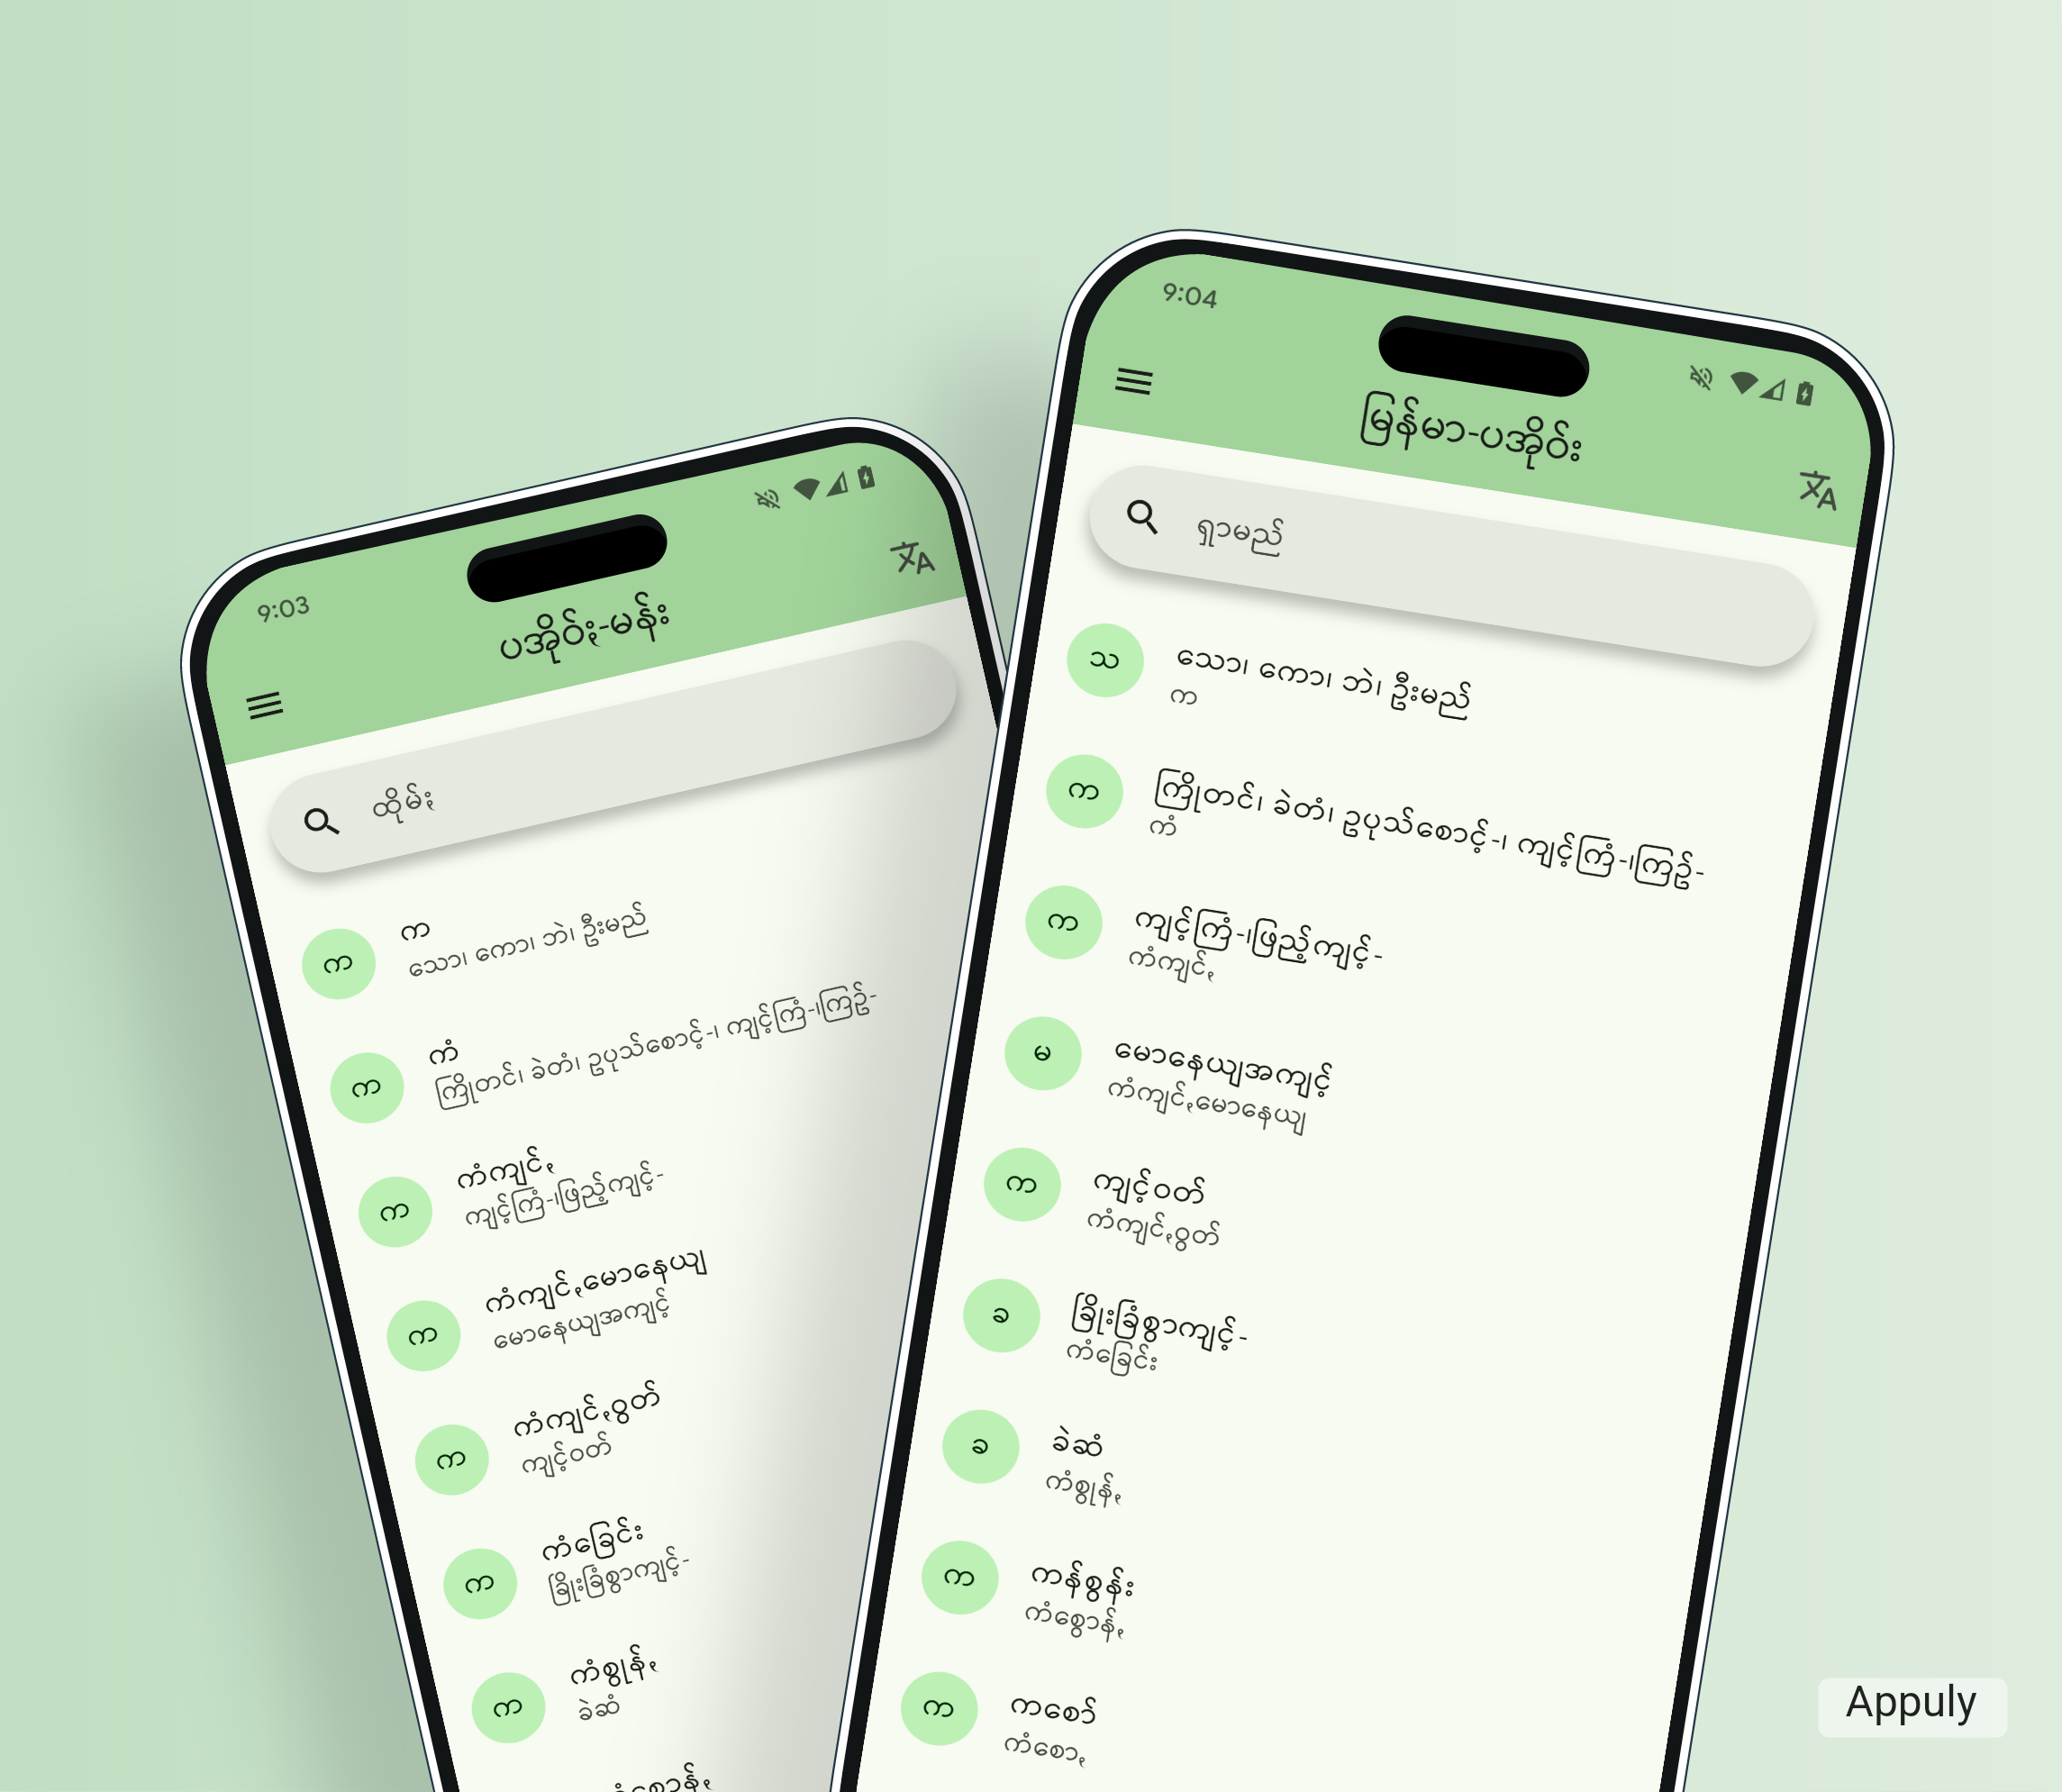 9:03
ပအိုဝ်ႏ-မန်း
ထိုမ်ႏ
က
က
သော၊ ကော၊ ဘဲ၊ ဦးမည်
က
ကံ
ကြိုတင်၊ ခဲတံ၊ ဥပုသ်စောင့်-၊ ကျင့်ကြံ-၊ကြဉ်-
က
ကံကျင်ႏ
ကျင့်ကြံ-၊ဖြည့်ကျင့်-
က
ကံကျင်ႏမောနေယျ
မောနေယျအကျင့်
က
ကံကျင်ႏဝွတ်
ကျင့်ဝတ်
က
ကံခြေင်း
ခြိုးခြံစွာကျင့်-
က
ကံစွုန်ႏ
ခဲဆံ
9:04
မြန်မာ-ပအိုဝ်း
ရှာမည်
သ
သော၊ ကော၊ ဘဲ၊ ဦးမည်
က
က
ကြိုတင်၊ ခဲတံ၊ ဥပုသ်စောင့်-၊ ကျင့်ကြံ-၊ကြဉ်-
ကံ
က
ကျင့်ကြံ-၊ဖြည့်ကျင့်-
ကံကျင်ႏ
မ
မောနေယျအကျင့်
ကံကျင်ႏမောနေယျ
က
ကျင့်ဝတ်
ကံကျင်ႏဝွတ်
ခ
ခြိုးခြံစွာကျင့်-
ကံခြေင်း
ခ
ခဲဆံ
ကံစွုန်ႏ
က
ကန်စွန်း
ကံစွောန်ႏ
က
ကစော်
ကံစောႏ
Appuly